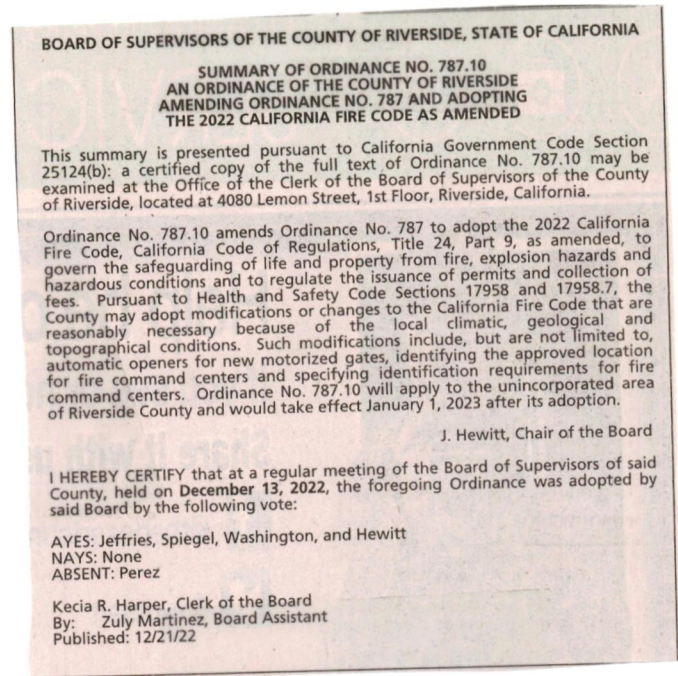 BOARD OF SUPERVISORS OF THE COUNTY OF RIVERSIDE, STATE OF CALIFORNIA
SUMMARY OF ORDINANCE NO. 787.10
AN ORDINANCE OF THE COUNTY OF RIVERSIDE
AMENDING ORDINANCE NO. 787 AND ADOPTING
THE 2022 CALIFORNIA FIRE CODE AS AMENDED
This summary is presented pursuant to California Government Code Section
25124(b): a certified copy of the full text of Ordinance No. 787.10 may be
examined at the Office of the Clerk of the Board of Supervisors of the County
of Riverside, located at 4080 Lemon Street, 1st Floor, Riverside, California.
Ordinance No. 787.10 amends Ordinance No. 787 to adopt the 2022 California
Fire Code, California Code of Regulations, Title 24, Part 9, as amended, to
govern the safeguarding of life and property from fire, explosion hazards and
hazardous conditions and to regulate the issuance of permits and collection of
fees. Pursuant to Health and Safety Code Sections 17958 and 17958.7, the
County may adopt modifications or changes to the California Fire Code that are
reasonably necessary because of the local climatic, geological and
topographical conditions. Such modifications include, but are not limited to,
automatic openers for new motorized gates, identifying the approved location
for fire command centers and specifying identification requirements for fire
command centers. Ordinance No. 787.10 will apply to the unincorporated area
of Riverside County and would take effect January 1, 2023 after its adoption.
J. Hewitt, Chair of the Board
I HEREBY CERTIFY that at a regular meeting of the Board of Supervisors of said
County, held on December 13, 2022, the foregoing Ordinance was adopted by
said Board by the following vote:
AYES: Jeffries, Spiegel, Washington, and Hewitt
NAYS: None
ABSENT: Perez
Kecia R. Harper, Clerk of the Board
By: Zuly Martinez, Board Assistant
Published: 12/21/22